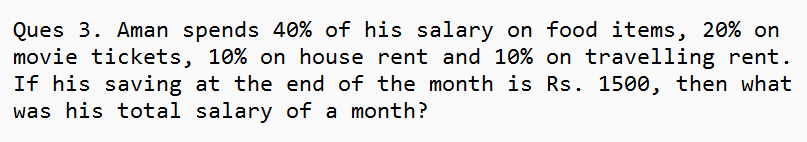 Ques 3. Aman spends 40% of his salary on food items, 20% on
movie tickets, 10% on house rent and 10% on travelling rent.
If his saving at the end of the month is Rs. 1500, then what
was his total salary of a month?